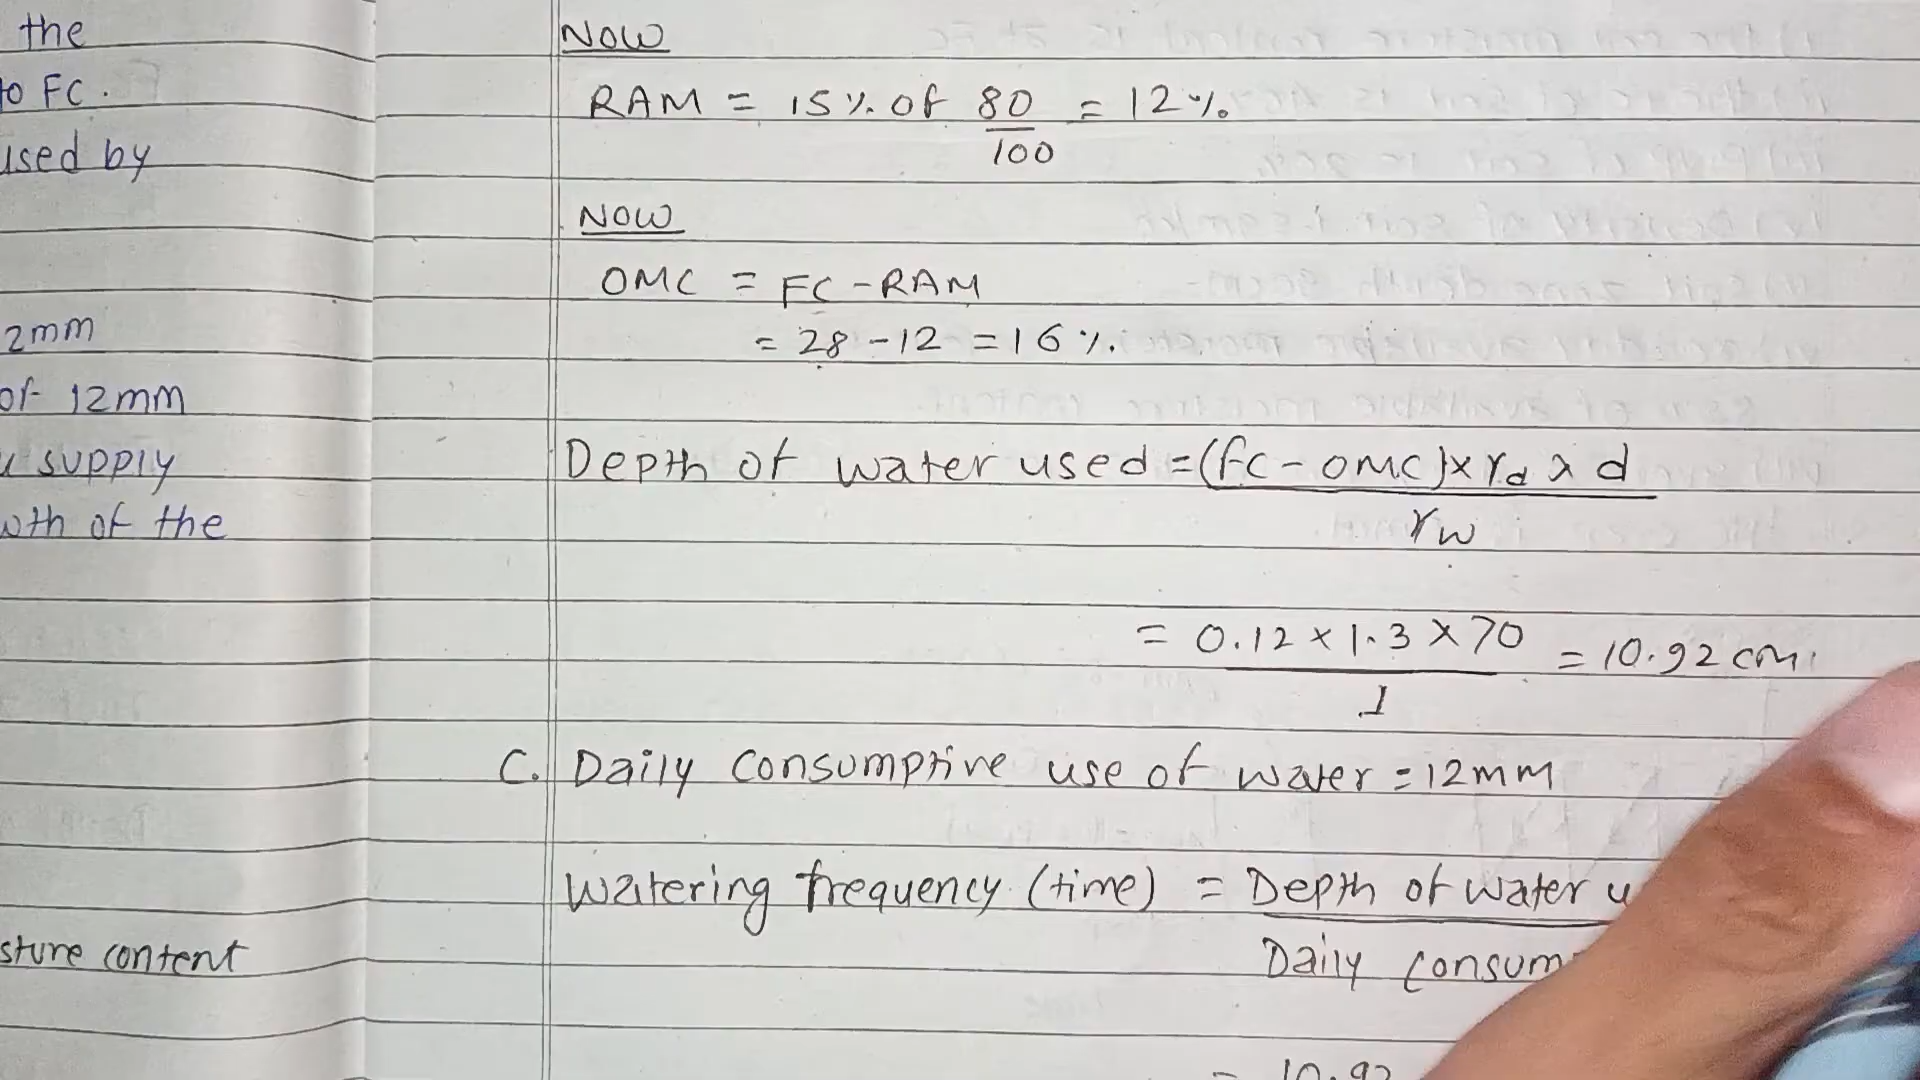 the
to FC.
used by
2mm
of 12mm
supply
wth of the
sture content
NOW
RAM = 15% of 80/100 = 12%
NOW
OMC = FC - RAM
= 28 - 12 = 16%.
Depth of water used = (fc - OMC) x γd x d
γw
= 0.12 x 1.3 x 70 = 10.92 cm
1
C. Daily consumptive use of water = 12mm
Watering frequency (time) = Depth of water u
Daily consum
= 10.92